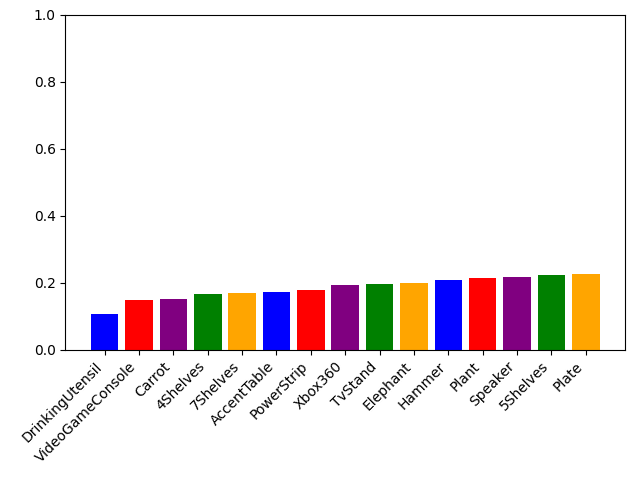 1.0
0.8
0.6
0.4
0.2
0.0
DrinkingUtensil
VideoGameConsole
Carrot
4Shelves
7Shelves
AccentTable
PowerStrip
Xbox360
TvStand
Elephant
Hammer
Plant
Speaker
5Shelves
Plate